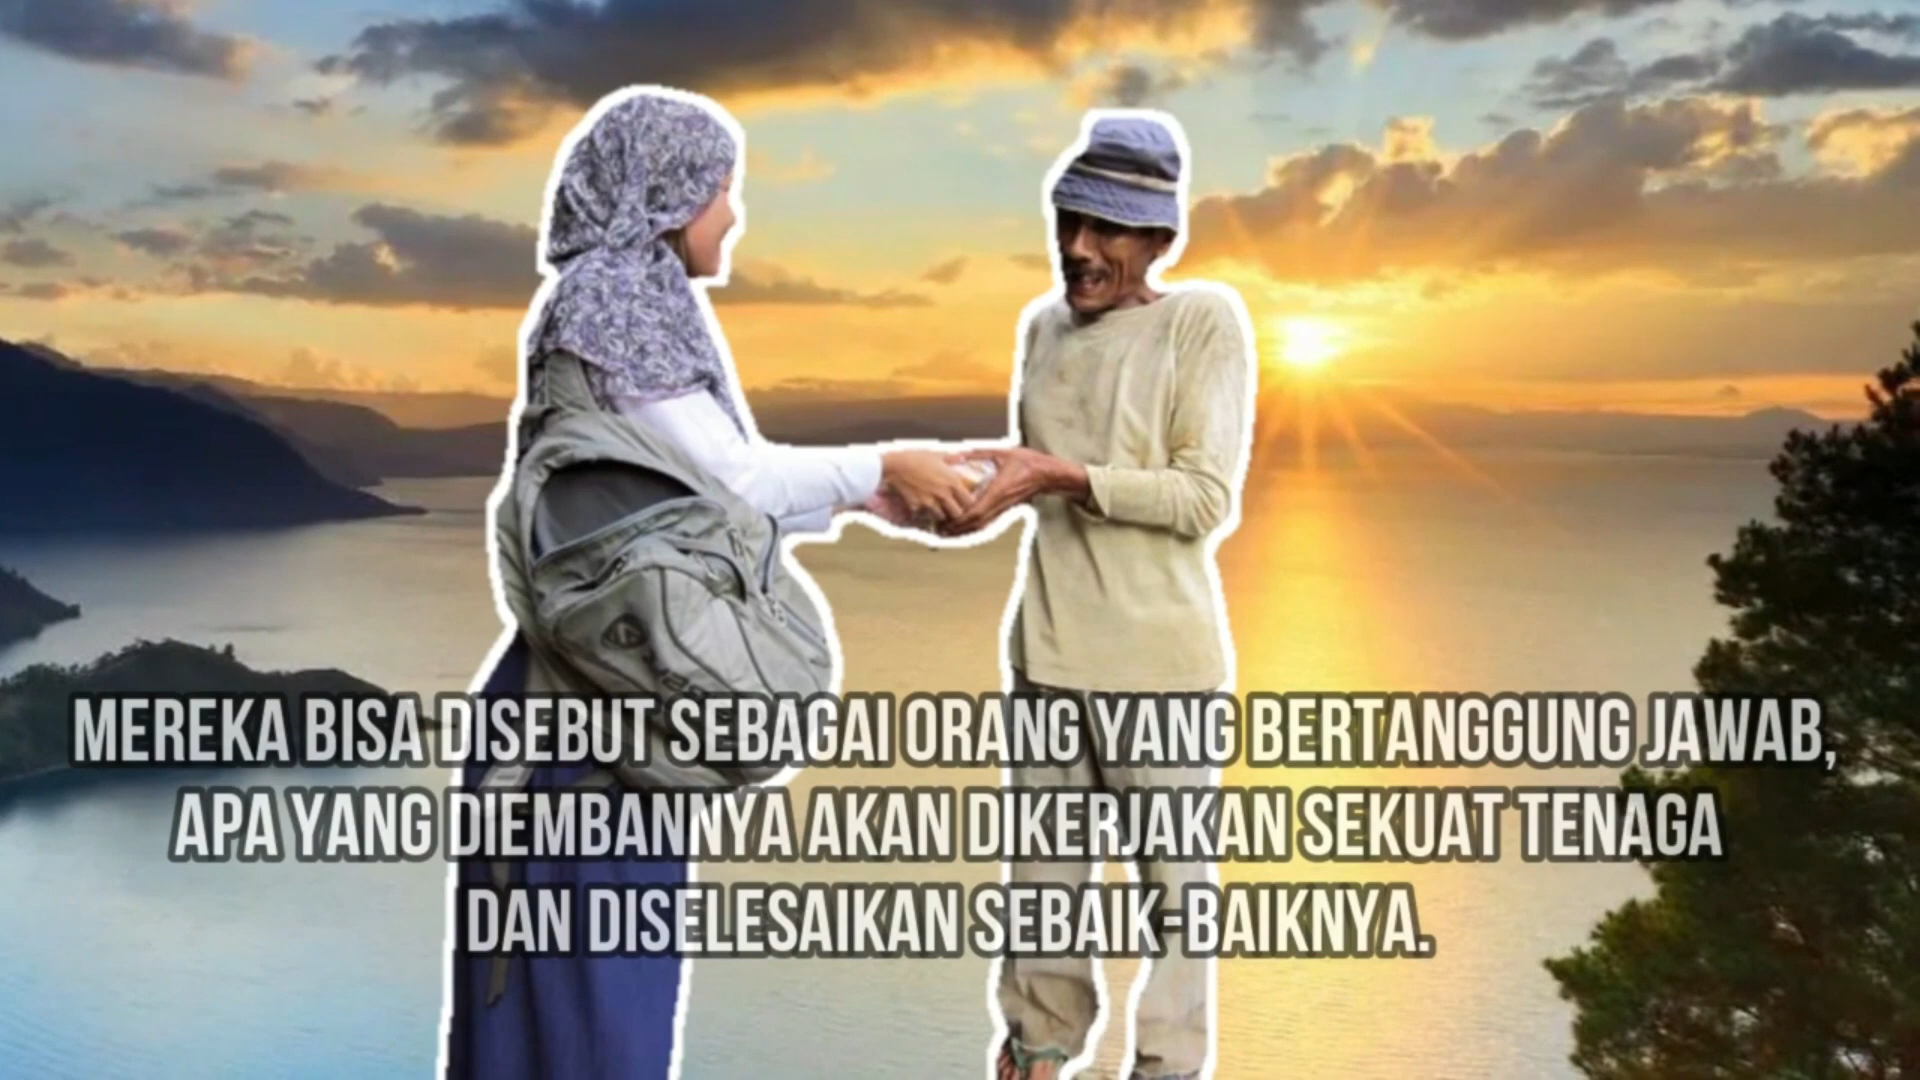 MEREKA BISA DISEBUT SEBAGAI ORANG YANG BERTANGGUNG JAWAB,
APA YANG DIEMBANNYA AKAN DIKERJAKAN SEKUAT TENAGA
DAN DISELESAIKAN SEBAIK-BAIKNYA.